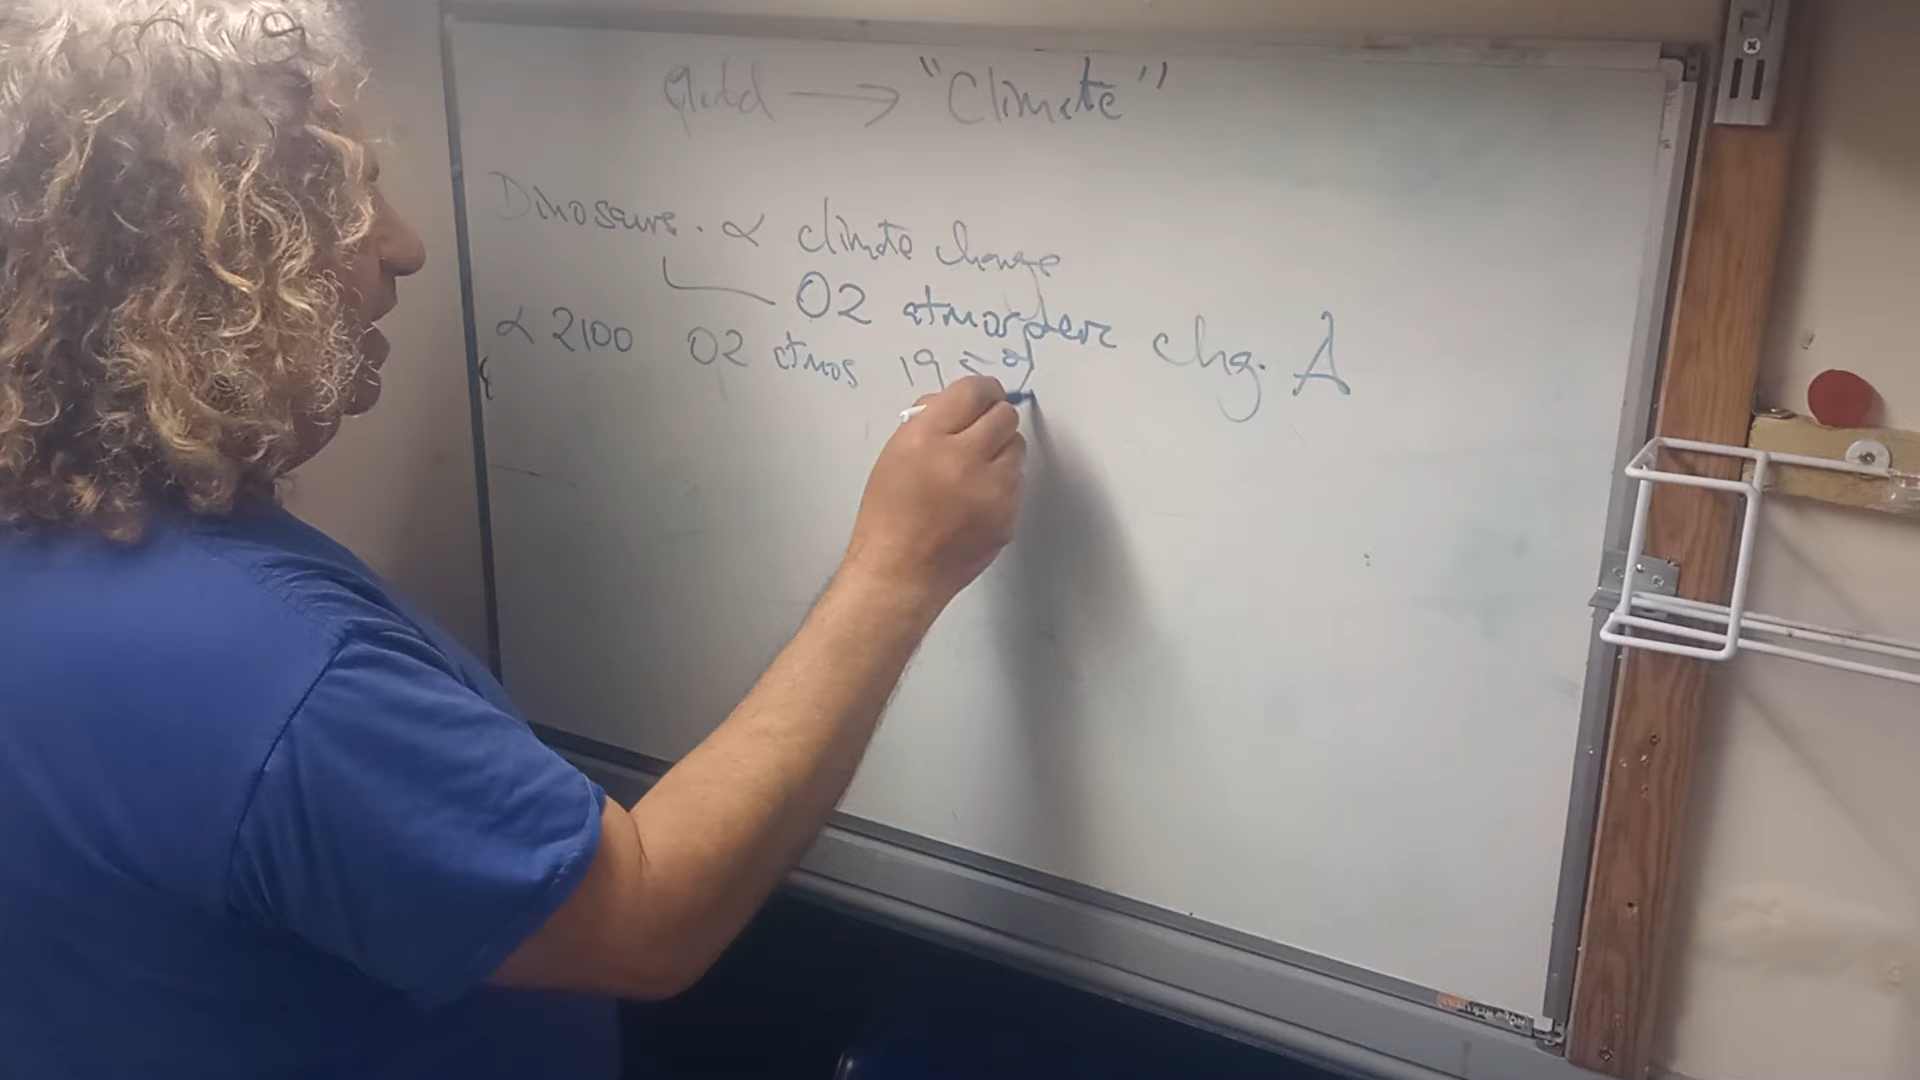 Global → "Climate"
Dinosaurs. ∝ climate change
O2 atmosphere chg. Δ
∝ 2100 O2 atmos 19